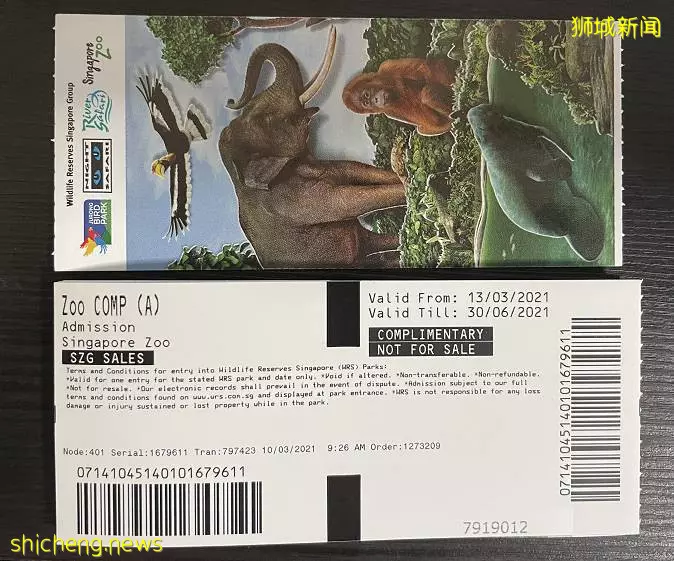 狮城新闻
Wildlife Reserves Singapore Group
Singapore
Zoo
River
Safari
NIGHT
SAFARI
JURONG
BIRD
PARK
Zoo COMP (A)
Admission
Singapore Zoo
SZG SALES
Valid From: 13/03/2021
Valid Till: 30/06/2021
COMPLIMENTARY
NOT FOR SALE
Terms and Conditions for entry into Wildlife Reserves Singapore (WRS) Parks:
*Valid for one entry for the stated WRS park and date only. *Void if altered. *Non-transferable. *Non-refundable.
*Not for resale. *Our electronic records shall prevail in the event of dispute. *Admission subject to our full
terms and conditions found on www.wrs.com.sg and displayed at park entrance. *WRS is not responsible for any loss
damage or injury sustained or lost property while in the park.
Node:401 Serial:1679611 Tran:797423 10/03/2021 9:26 AM Order:1273209
07141045140101679611
07141045140101679611
7919012
shicheng.news